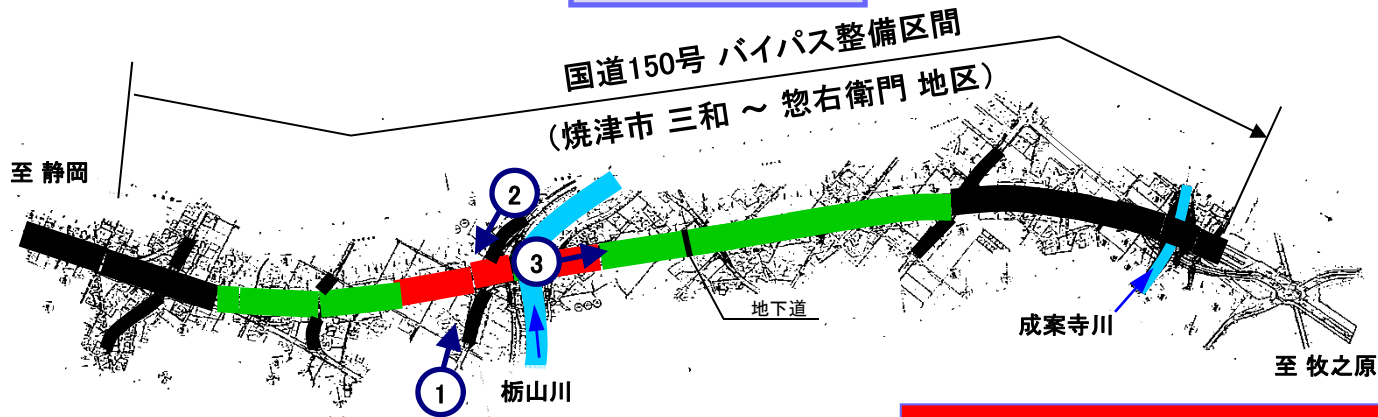 国道150号 バイパス整備区間
（焼津市 三和 ～ 惣右衛門 地区）
至 静岡
2
3
地下道
成案寺川
至 牧之原
1
栃山川